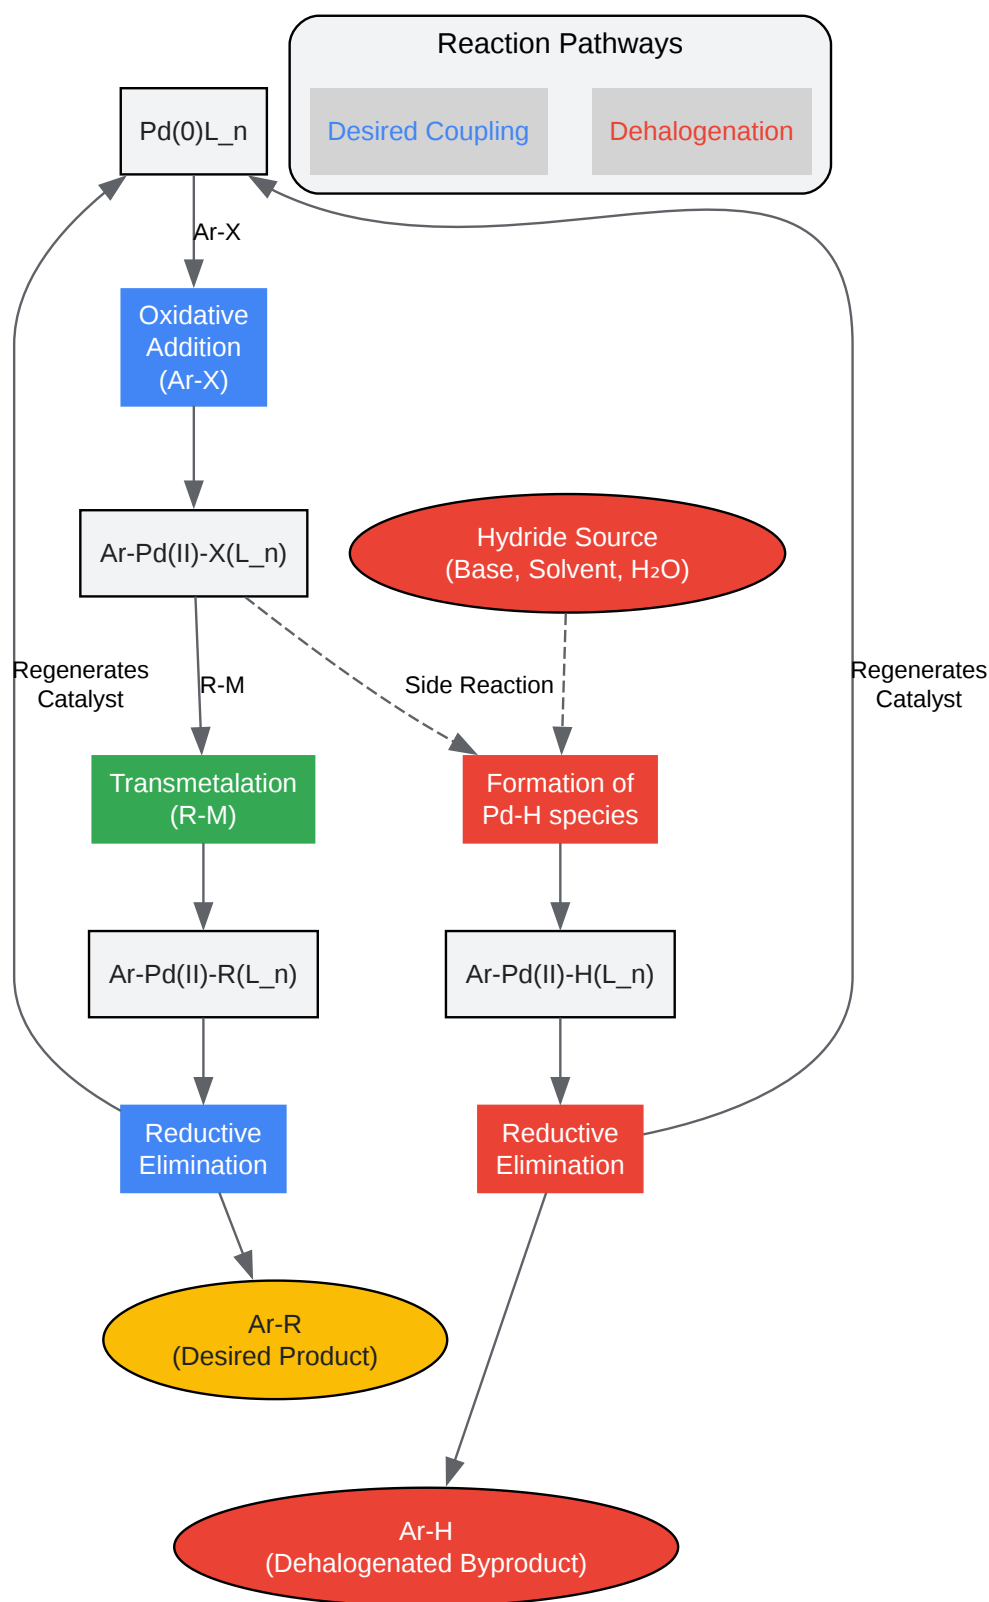 Reaction Pathways
Desired Coupling
Dehalogenation
Pd(0)L_n
Ar-X
Oxidative
Addition
(Ar-X)
Ar-Pd(II)-X(L_n)
Hydride Source
(Base, Solvent, H₂O)
Regenerates
Catalyst
R-M
Side Reaction
Regenerates
Catalyst
Transmetalation
(R-M)
Formation of
Pd-H species
Ar-Pd(II)-R(L_n)
Ar-Pd(II)-H(L_n)
Reductive
Elimination
Reductive
Elimination
Ar-R
(Desired Product)
Ar-H
(Dehalogenated Byproduct)